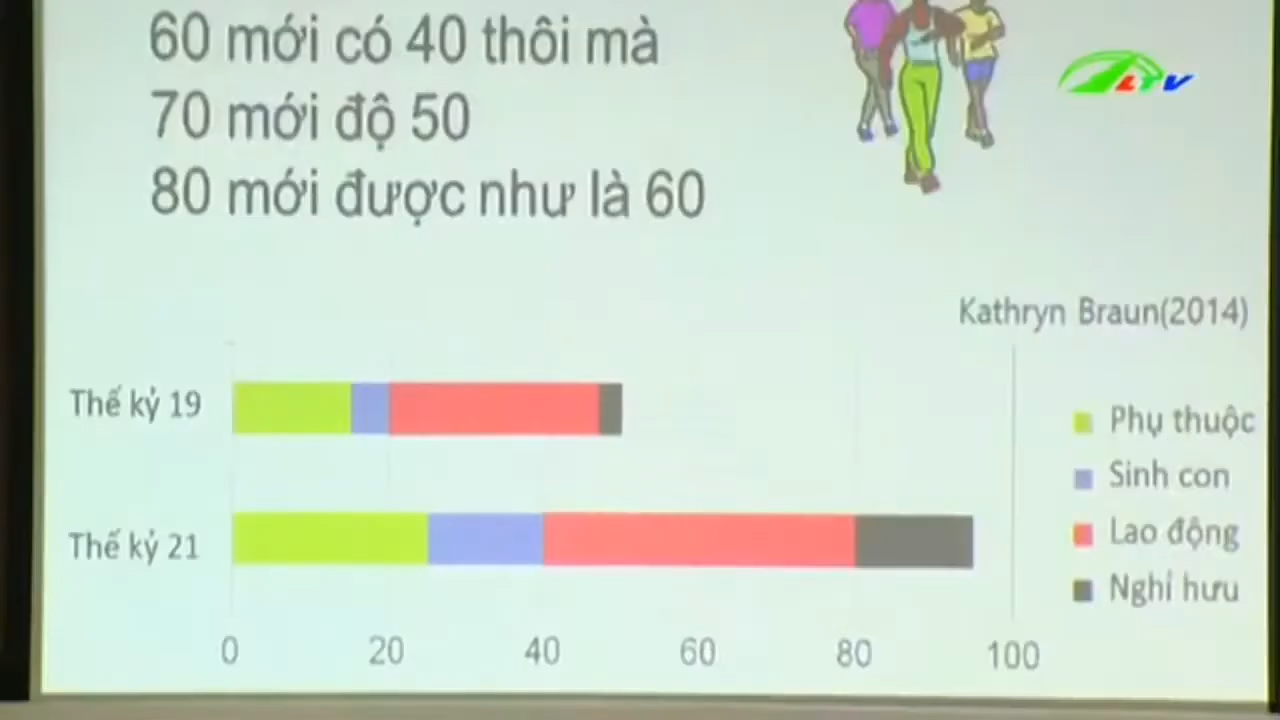 60 mới có 40 thôi mà
70 mới độ 50
80 mới được như là 60
LTV
Kathryn Braun(2014)
Thế kỷ 19
Thế kỷ 21
0 20 40 60 80 100
Phụ thuộc
Sinh con
Lao động
Nghỉ hưu